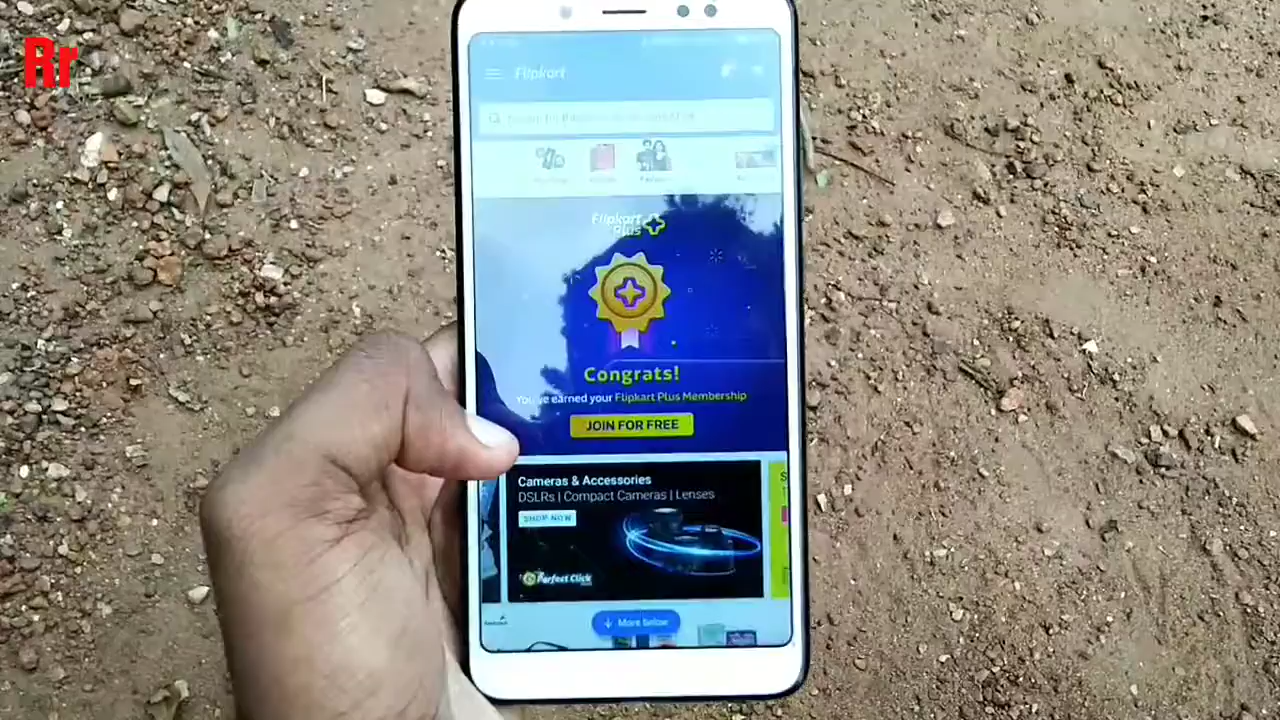 Rr
Flipkart
Flipkart
Plus
Congrats!
You've earned your Flipkart Plus Membership
JOIN FOR FREE
Cameras & Accessories
DSLRs | Compact Cameras | Lenses
SHOP NOW
Perfect Click
More below